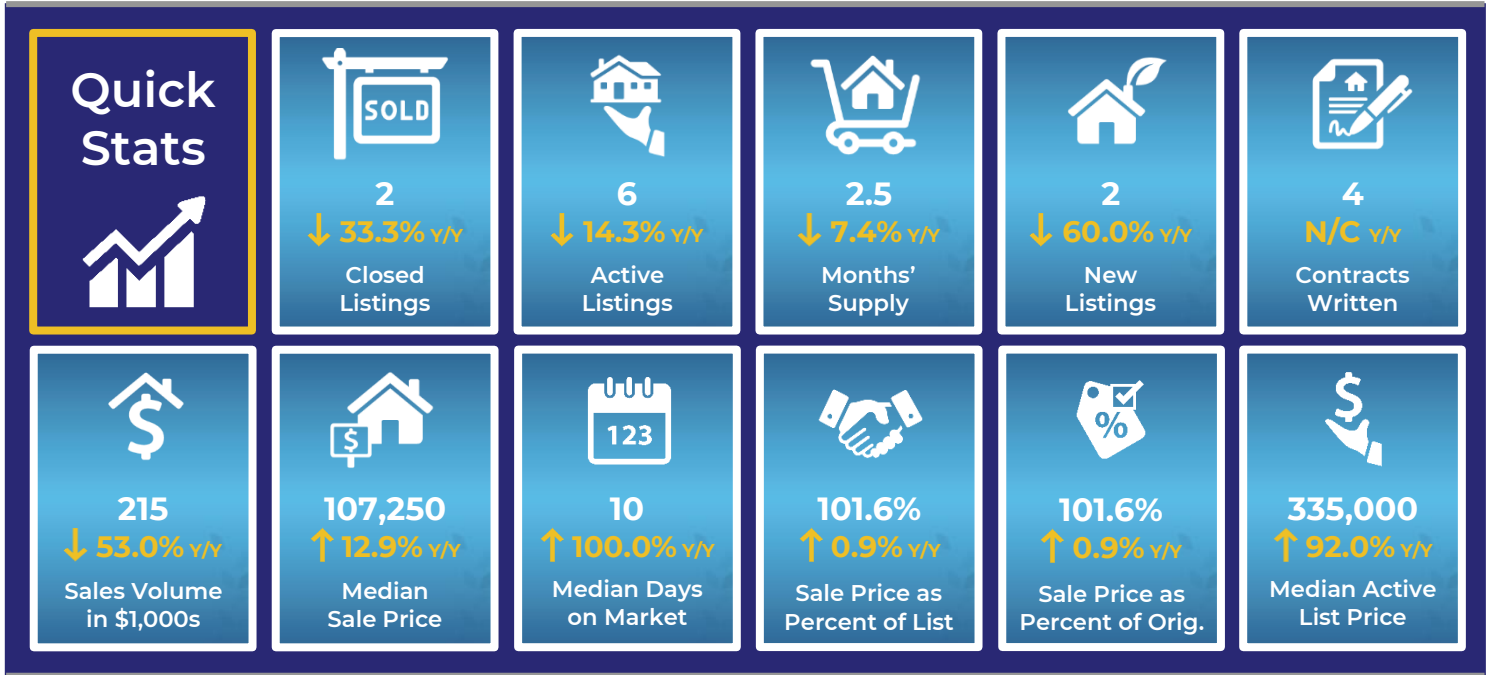 Quick
Stats
SOLD
2
↓ 33.3% Y/Y
Closed
Listings
6
↓ 14.3% Y/Y
Active
Listings
2.5
↓ 7.4% Y/Y
Months’
Supply
2
↓ 60.0% Y/Y
New
Listings
4
N/C Y/Y
Contracts
Written
$
215
↓ 53.0% Y/Y
Sales Volume
in $1,000s
$
107,250
↑ 12.9% Y/Y
Median
Sale Price
123
10
↑ 100.0% Y/Y
Median Days
on Market
101.6%
↑ 0.9% Y/Y
Sale Price as
Percent of List
%
101.6%
↑ 0.9% Y/Y
Sale Price as
Percent of Orig.
$
335,000
↑ 92.0% Y/Y
Median Active
List Price